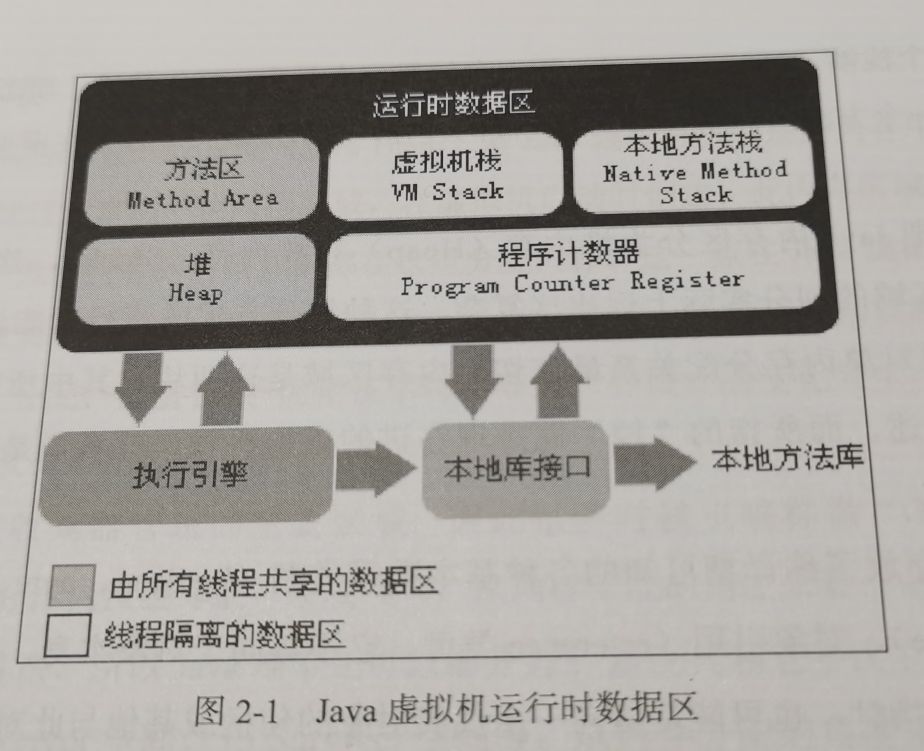 运行时数据区
方法区
Method Area
虚拟机栈
VM Stack
本地方法栈
Native Method
Stack
堆
Heap
程序计数器
Program Counter Register
执行引擎
本地库接口
本地方法库
由所有线程共享的数据区
线程隔离的数据区
图 2-1 Java 虚拟机运行时数据区